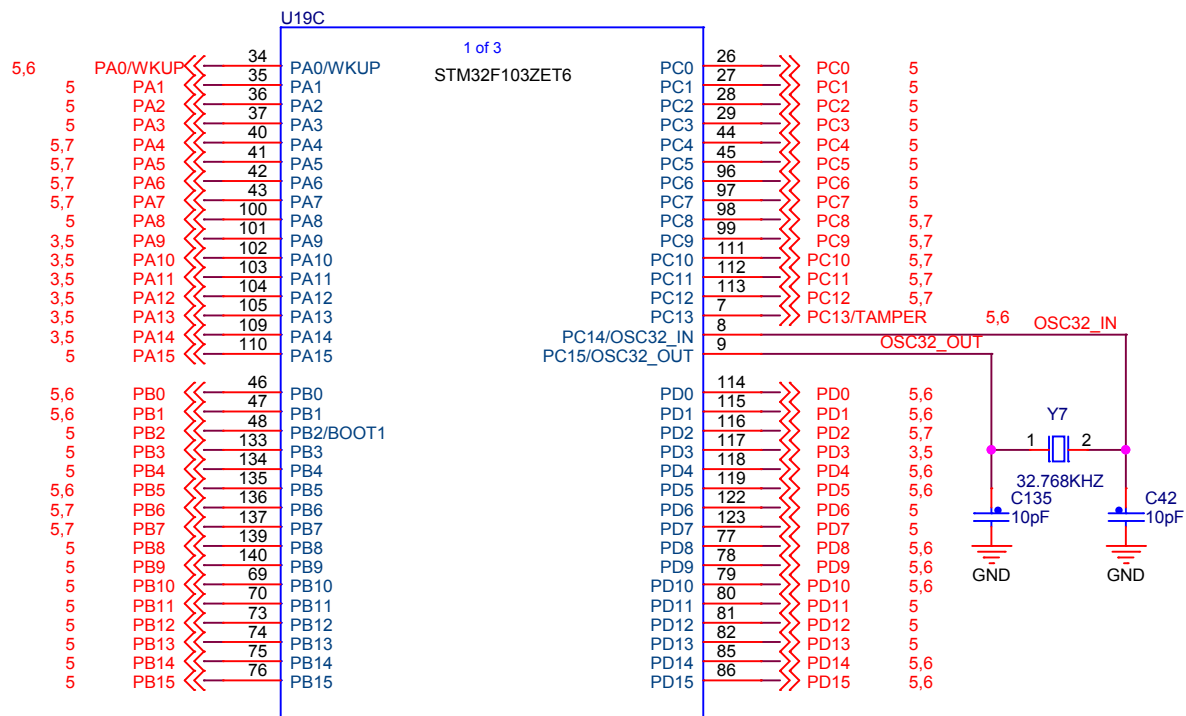 U19C
1 of 3
STM32F103ZET6
5,6 PA0/WKUP 34 PA0/WKUP PC0 26 PC0 5
5 PA1 35 PA1 PC1 27 PC1 5
5 PA2 36 PA2 PC2 28 PC2 5
5 PA3 37 PA3 PC3 29 PC3 5
5,7 PA4 40 PA4 PC4 44 PC4 5
5,7 PA5 41 PA5 PC5 45 PC5 5
5,7 PA6 42 PA6 PC6 96 PC6 5
5,7 PA7 43 PA7 PC7 97 PC7 5
5 PA8 100 PA8 PC8 98 PC8 5,7
3,5 PA9 101 PA9 PC9 99 PC9 5,7
3,5 PA10 102 PA10 PC10 111 PC10 5,7
3,5 PA11 103 PA11 PC11 112 PC11 5,7
3,5 PA12 104 PA12 PC12 113 PC12 5,7
3,5 PA13 105 PA13 PC13 7 PC13/TAMPER 5,6
3,5 PA14 109 PA14 PC14/OSC32_IN 8 OSC32_IN
5 PA15 110 PA15 PC15/OSC32_OUT 9 OSC32_OUT
5,6 PB0 46 PB0 PD0 114 PD0 5,6
5,6 PB1 47 PB1 PD1 115 PD1 5,6
5 PB2 48 PB2/BOOT1 PD2 116 PD2 5,7
5 PB3 133 PB3 PD3 117 PD3 3,5
5 PB4 134 PB4 PD4 118 PD4 5,6
5,6 PB5 135 PB5 PD5 119 PD5 5,6
5,7 PB6 136 PB6 PD6 122 PD6 5
5,7 PB7 137 PB7 PD7 123 PD7 5
5 PB8 139 PB8 PD8 77 PD8 5,6
5 PB9 140 PB9 PD9 78 PD9 5,6
5 PB10 69 PB10 PD10 79 PD10 5,6
5 PB11 70 PB11 PD11 80 PD11 5
5 PB12 73 PB12 PD12 81 PD12 5
5 PB13 74 PB13 PD13 82 PD13 5
5 PB14 75 PB14 PD14 85 PD14 5,6
5 PB15 76 PB15 PD15 86 PD15 5,6
Y7
1 2
32.768KHZ
C135
10pF
C42
10pF
GND
GND